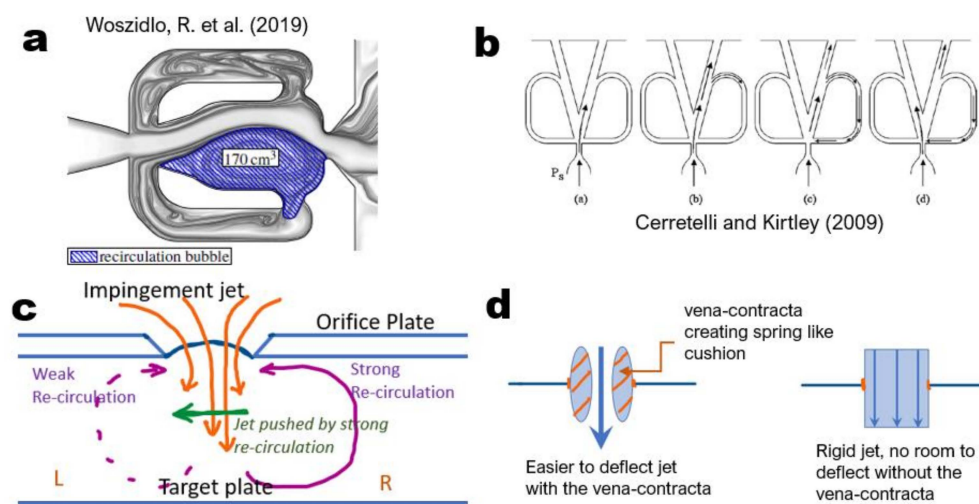 a
Woszidlo, R. et al. (2019)
170 cm³
recirculation bubble
b
Pₛ
(a)
(b)
(c)
(d)
Cerretelli and Kirtley (2009)
c
Impingement jet
Orifice Plate
Weak
Re-circulation
Strong
Re-circulation
Jet pushed by strong
re-circulation
L
Target plate
R
d
vena-contracta
creating spring like
cushion
Easier to deflect jet
with the vena-contracta
Rigid jet, no room to
deflect without the
vena-contracta